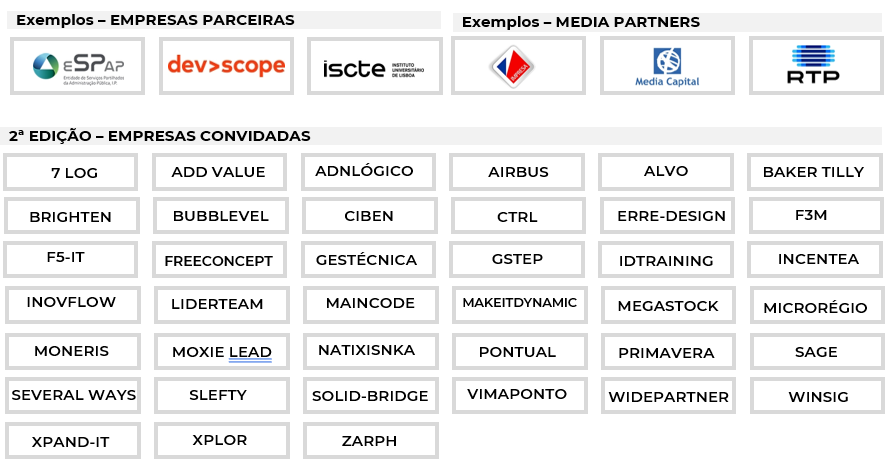 Exemplos – EMPRESAS PARCEIRAS
Exemplos – MEDIA PARTNERS
eSPap
Entidade de Serviços Partilhados
da Administração Pública, I.P.
dev>scope
iscte
INSTITUTO
UNIVERSITÁRIO
DE LISBOA
IMPRESA
Media Capital
RTP
2ª EDIÇÃO – EMPRESAS CONVIDADAS
7 LOG
ADD VALUE
ADNLÓGICO
AIRBUS
ALVO
BAKER TILLY
BRIGHTEN
BUBBLEVEL
CIBEN
CTRL
ERRE-DESIGN
F3M
F5-IT
FREECONCEPT
GESTÉCNICA
GSTEP
IDTRAINING
INCENTEA
INOVFLOW
LIDERTEAM
MAINCODE
MAKEITDYNAMIC
MEGASTOCK
MICRORÉGIO
MONERIS
MOXIE LEAD
NATIXISNKA
PONTUAL
PRIMAVERA
SAGE
SEVERAL WAYS
SLEFTY
SOLID-BRIDGE
VIMAPONTO
WIDEPARTNER
WINSIG
XPAND-IT
XPLOR
ZARPH